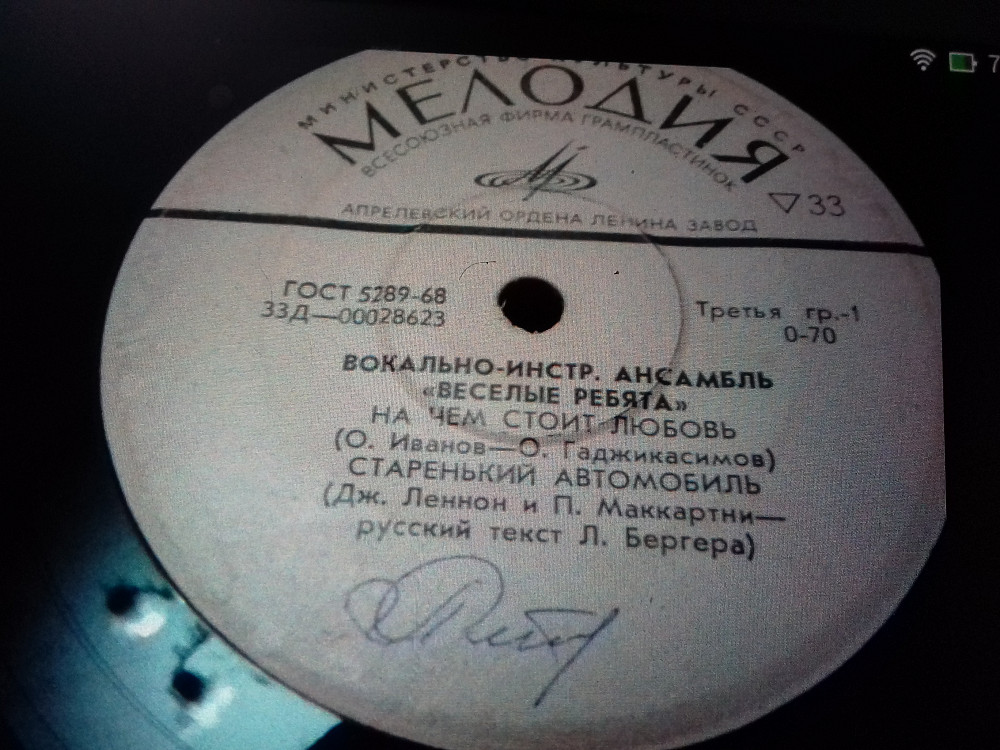 МИНИСТЕРСТВО КУЛЬТУРЫ СССР
МЕЛОДИЯ
ВСЕСОЮЗНАЯ ФИРМА ГРАМПЛАСТИНОК
33
АПРЕЛЕВСКИЙ ОРДЕНА ЛЕНИНА ЗАВОД
ГОСТ 5289-68
33Д—00028623
Третья гр.-1
0-70
ВОКАЛЬНО-ИНСТР. АНСАМБЛЬ
«ВЕСЕЛЫЕ РЕБЯТА»
НА ЧЕМ СТОИТ ЛЮБОВЬ
(О. Иванов—О. Гаджикасимов)
СТАРЕНЬКИЙ АВТОМОБИЛЬ
(Дж. Леннон и П. Маккартни—
русский текст Л. Бергера)